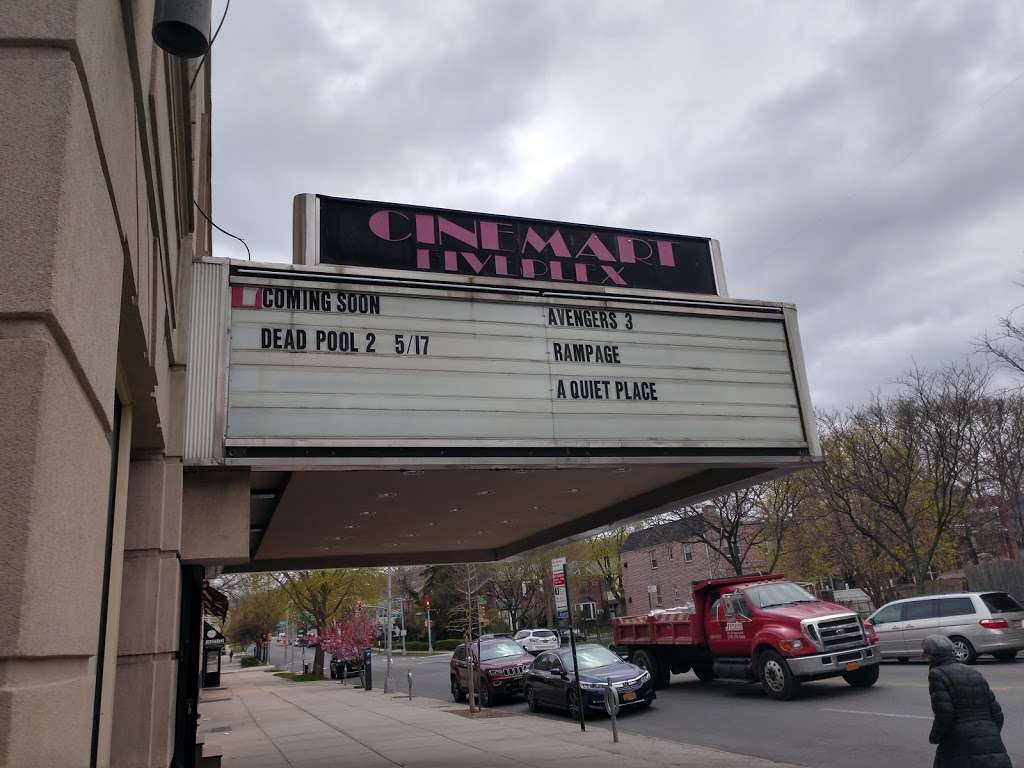 CINEMART
FIVEPLEX
COMING SOON
DEAD POOL 2 5/17
AVENGERS 3
RAMPAGE
A QUIET PLACE